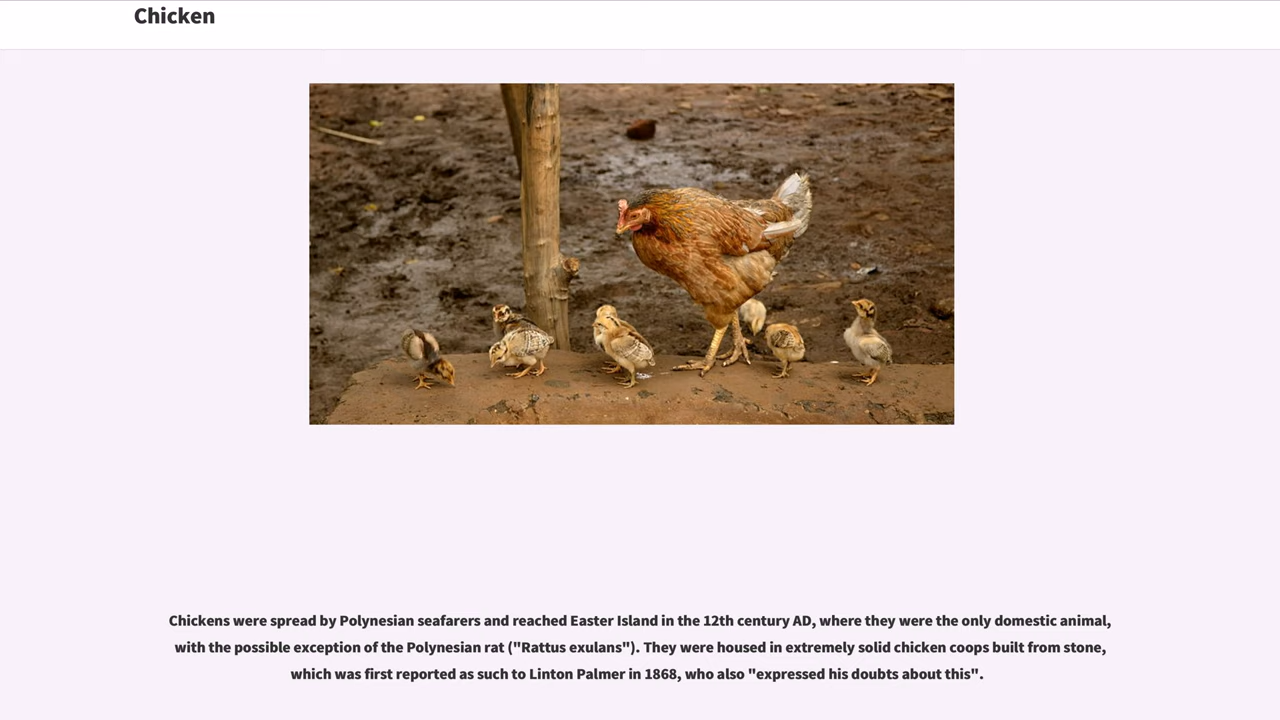 Chicken
Chickens were spread by Polynesian seafarers and reached Easter Island in the 12th century AD, where they were the only domestic animal,
with the possible exception of the Polynesian rat ("Rattus exulans"). They were housed in extremely solid chicken coops built from stone,
which was first reported as such to Linton Palmer in 1868, who also "expressed his doubts about this".